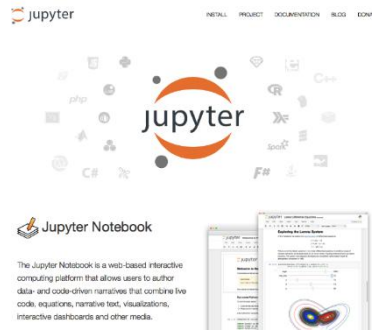 jupyter
INSTALL PROJECT DOCUMENTATION BLOG DONA
php
C++
R
jupyter
Spark
C#
F#
Jupyter Notebook
The Jupyter Notebook is a web-based interactive
computing platform that allows users to author
data- and code-driven narratives that combine live
code, equations, narrative text, visualizations,
interactive dashboards and other media.
Exploring the Lorenz System